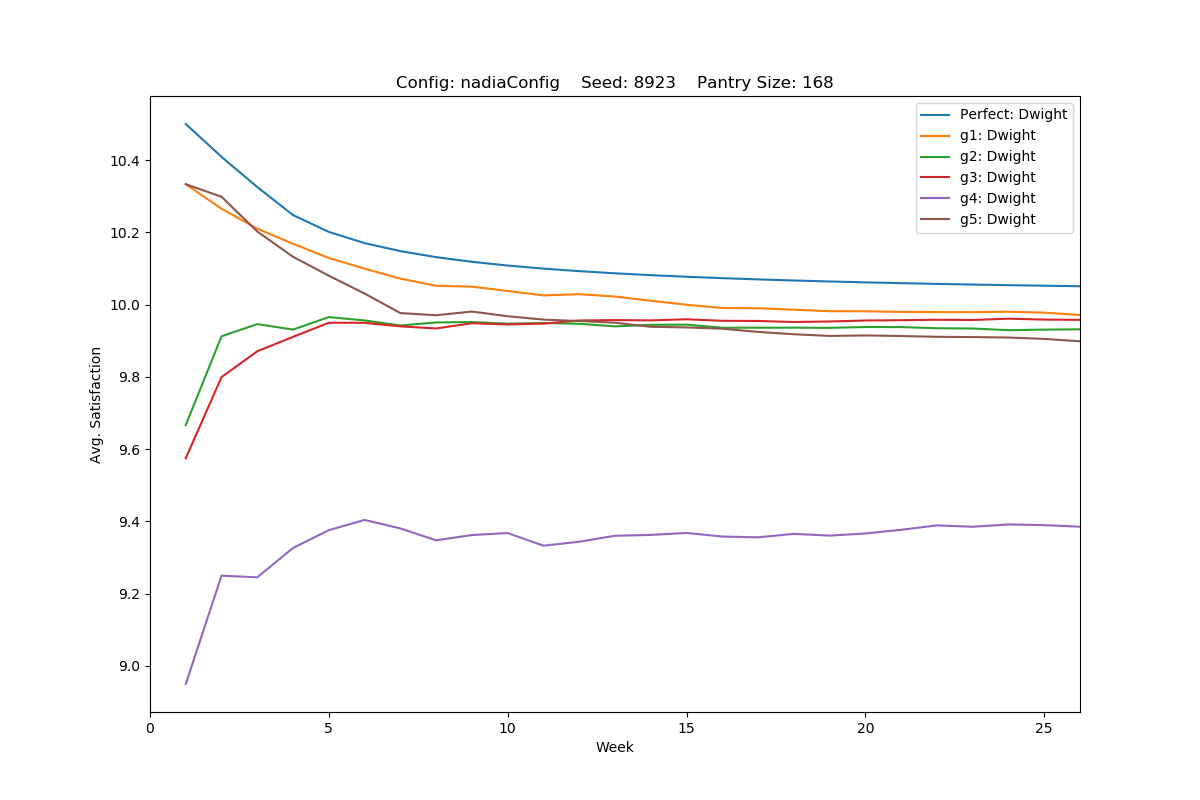 Config: nadiaConfig    Seed: 8923    Pantry Size: 168
Perfect: Dwight
g1: Dwight
g2: Dwight
g3: Dwight
g4: Dwight
g5: Dwight
10.4
10.2
10.0
9.8
9.6
9.4
9.2
9.0
Avg. Satisfaction
0 5 10 15 20 25
Week